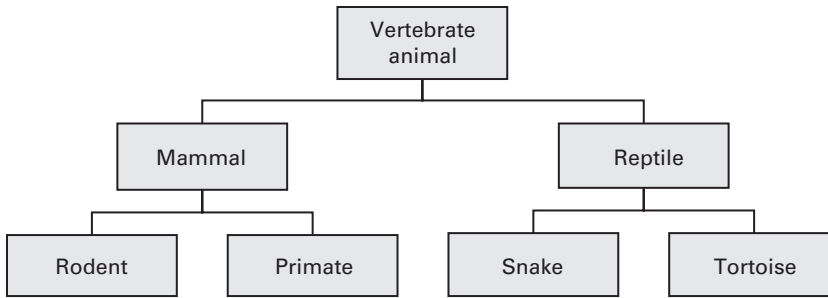 Vertebrate
animal
Mammal
Reptile
Rodent
Primate
Snake
Tortoise